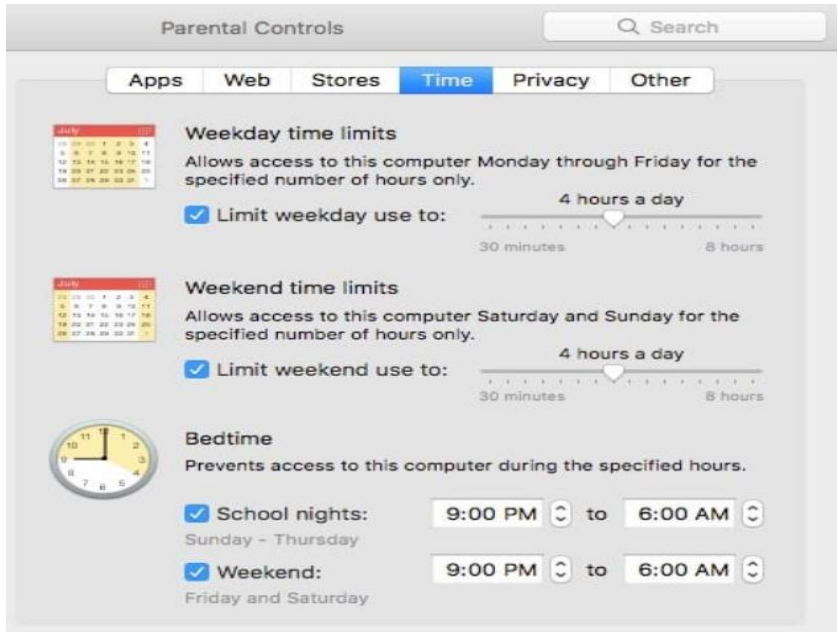 Parental Controls
Search
Apps Web Stores Time Privacy Other
July
Weekday time limits
Allows access to this computer Monday through Friday for the
specified number of hours only.
Limit weekday use to:
4 hours a day
30 minutes 8 hours
July
Weekend time limits
Allows access to this computer Saturday and Sunday for the
specified number of hours only.
Limit weekend use to:
4 hours a day
30 minutes 8 hours
Bedtime
Prevents access to this computer during the specified hours.
School nights: 9:00 PM to 6:00 AM
Sunday - Thursday
Weekend: 9:00 PM to 6:00 AM
Friday and Saturday